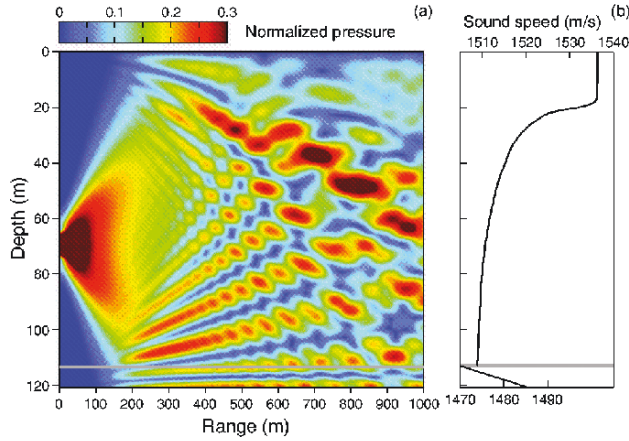 (a)
Sound speed (m/s)
(b)
0 0.1 0.2 0.3
Normalized pressure
1510 1520 1530 1540
0
20
40
60
80
100
120
Depth (m)
0 100 200 300 400 500 600 700 800 900 1000
Range (m)
1470 1480 1490